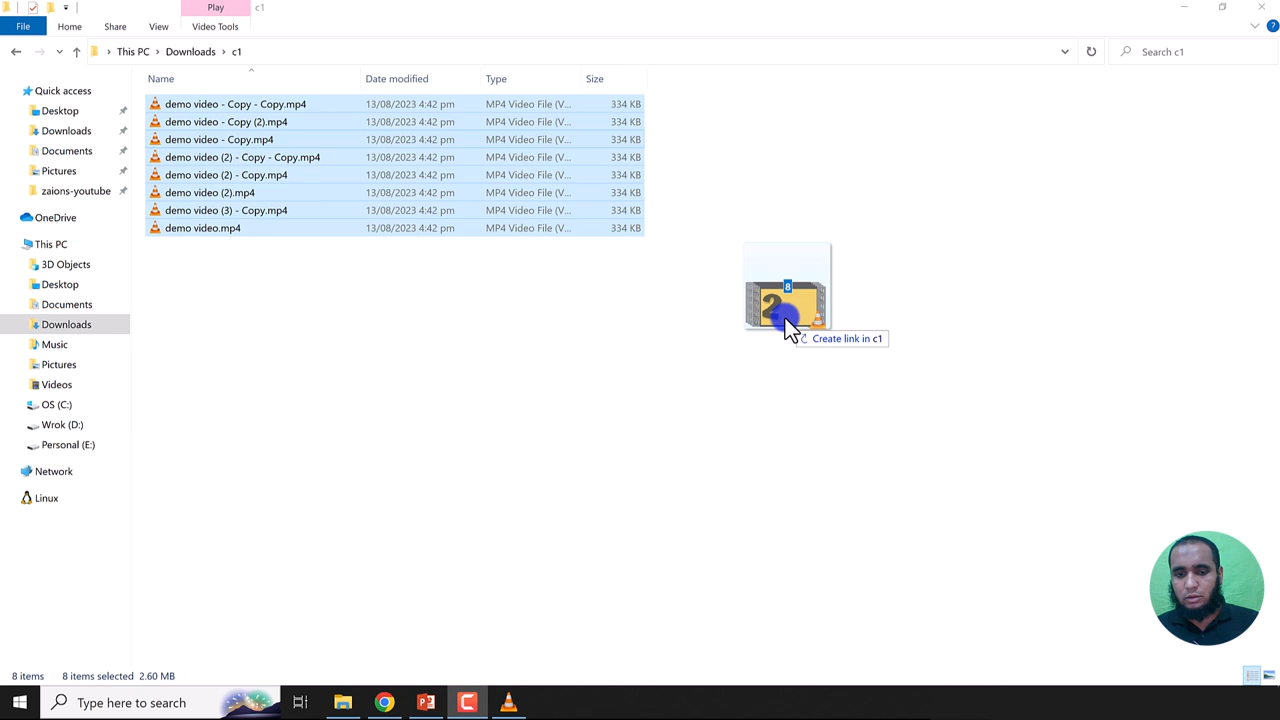 Play
c1
File
Home
Share
View
Video Tools
This PC
Downloads
c1
Search c1
Name
Date modified
Type
Size
demo video - Copy - Copy.mp4
13/08/2023 4:42 pm
MP4 Video File (V...
334 KB
demo video - Copy (2).mp4
13/08/2023 4:42 pm
MP4 Video File (V...
334 KB
demo video - Copy.mp4
13/08/2023 4:42 pm
MP4 Video File (V...
334 KB
demo video (2) - Copy - Copy.mp4
13/08/2023 4:42 pm
MP4 Video File (V...
334 KB
demo video (2) - Copy.mp4
13/08/2023 4:42 pm
MP4 Video File (V...
334 KB
demo video (2).mp4
13/08/2023 4:42 pm
MP4 Video File (V...
334 KB
demo video (3) - Copy.mp4
13/08/2023 4:42 pm
MP4 Video File (V...
334 KB
demo video.mp4
13/08/2023 4:42 pm
MP4 Video File (V...
334 KB
Quick access
Desktop
Downloads
Documents
Pictures
zaions-youtube
OneDrive
This PC
3D Objects
Desktop
Documents
Downloads
Music
Pictures
Videos
OS (C:)
Wrok (D:)
Personal (E:)
Network
Linux
8
2
Create link in c1
8 items
8 items selected 2.60 MB
Type here to search